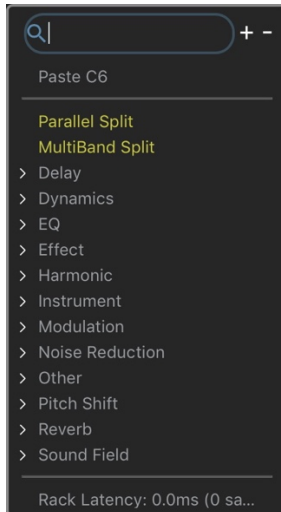 + -
Paste C6
Parallel Split
MultiBand Split
Delay
Dynamics
EQ
Effect
Harmonic
Instrument
Modulation
Noise Reduction
Other
Pitch Shift
Reverb
Sound Field
Rack Latency: 0.0ms (0 sa...